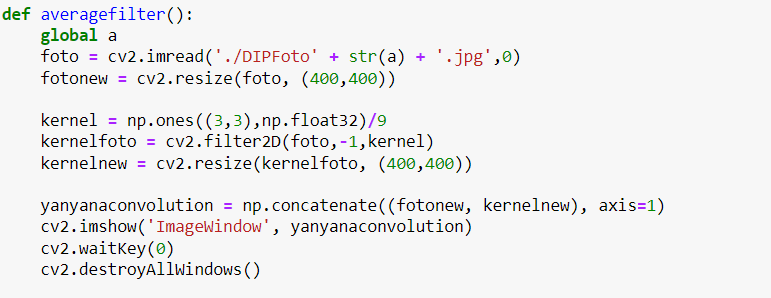 def averagefilter():
    global a
    foto = cv2.imread('./DIPFoto' + str(a) + '.jpg',0)
    fotonew = cv2.resize(foto, (400,400))

    kernel = np.ones((3,3),np.float32)/9
    kernelfoto = cv2.filter2D(foto,-1,kernel)
    kernelnew = cv2.resize(kernelfoto, (400,400))

    yanyanaconvolution = np.concatenate((fotonew, kernelnew), axis=1)
    cv2.imshow('ImageWindow', yanyanaconvolution)
    cv2.waitKey(0)
    cv2.destroyAllWindows()